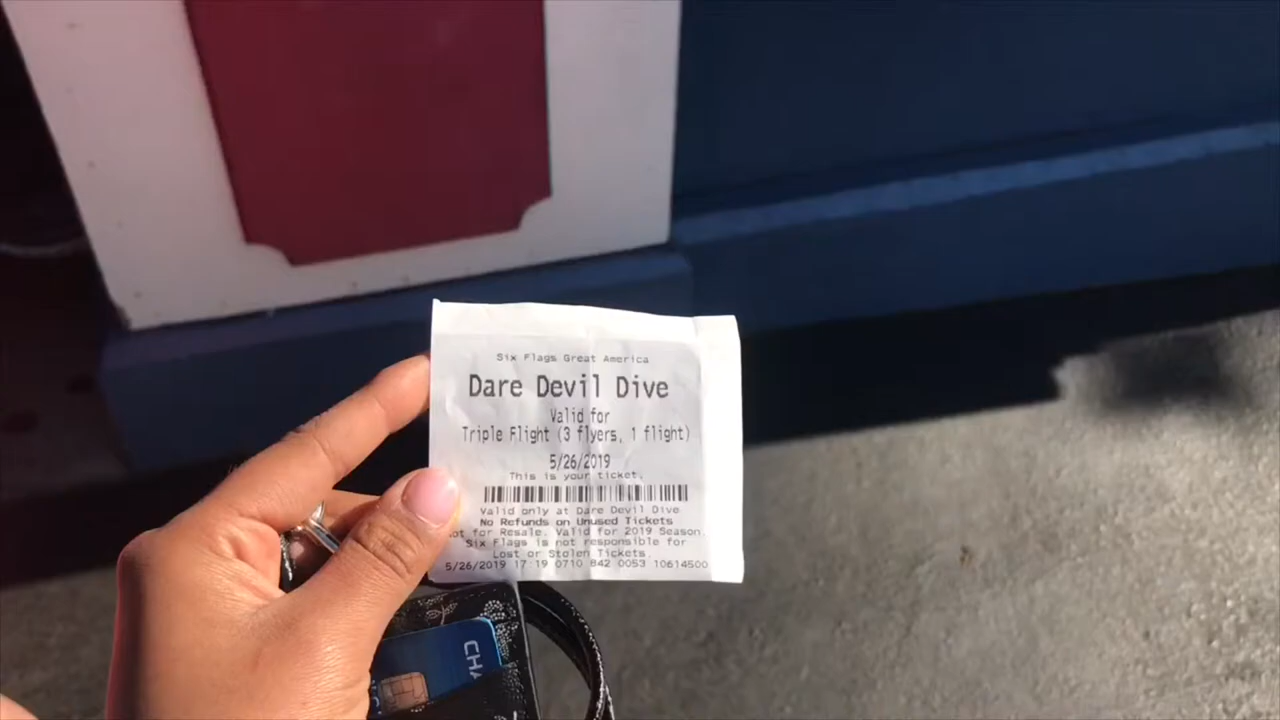 Six Flags Great America
Dare Devil Dive
Valid for
Triple Flight (3 flyers, 1 flight)
5/26/2019
This is your ticket.
Valid only at Dare Devil Dive
No Refunds on Unused Tickets
ot for Resale. Valid for 2019 Season
Six Flags is not responsible for
Lost or Stolen Tickets.
5/26/2019 17:19 0710 842 0053 10614500
CHA